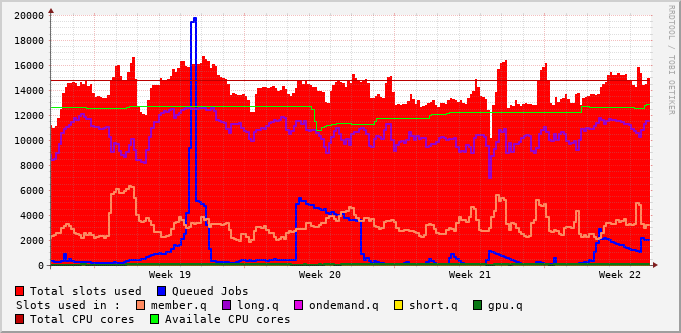 20000
18000
16000
14000
12000
10000
8000
6000
4000
2000
0
Week 19 Week 20 Week 21 Week 22
Total slots used Queued Jobs
Slots used in : member.q long.q ondemand.q short.q gpu.q
Total CPU cores Availale CPU cores
RRDTOOL / TOBI OETIKER